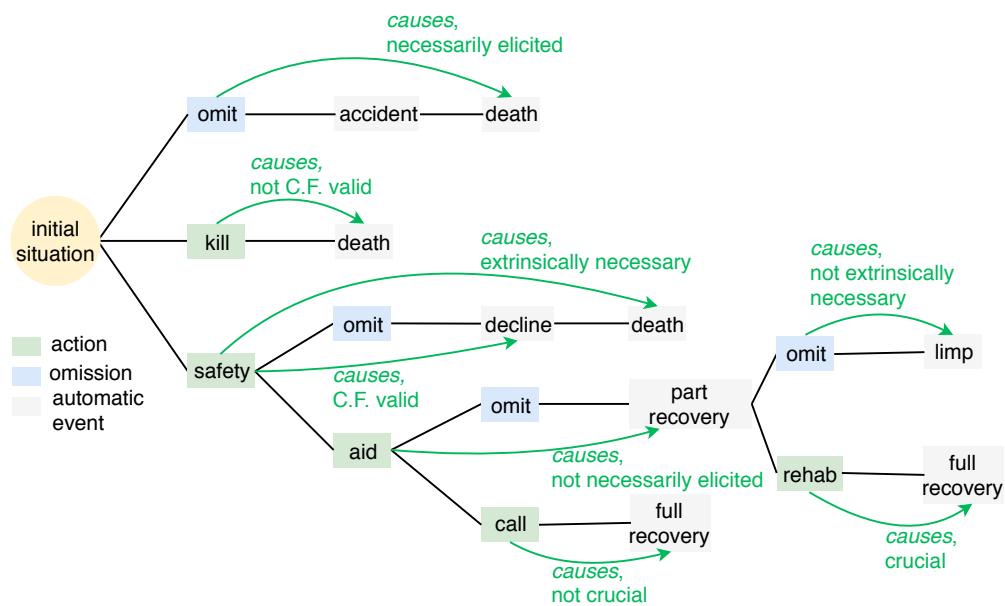 causes,
necessarily elicited
omit
accident
death
causes,
not C.F. valid
initial
situation
kill
death
causes,
extrinsically necessary
causes,
not extrinsically
necessary
omit
decline
death
omit
limp
action
omission
automatic
event
safety
causes,
C.F. valid
omit
part
recovery
aid
causes,
not necessarily elicited
rehab
full
recovery
call
full
recovery
causes,
crucial
causes,
not crucial